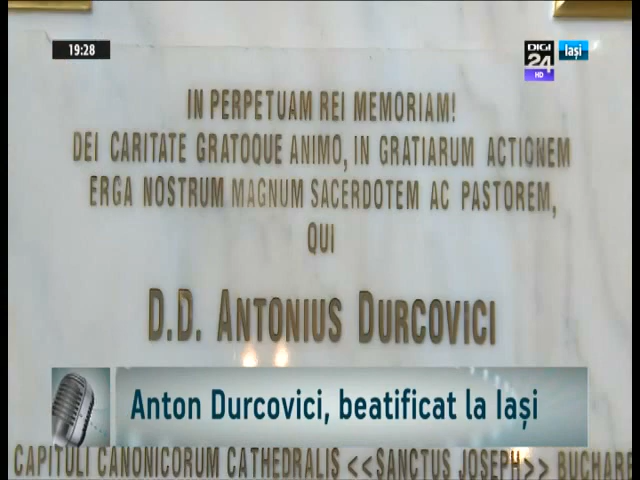 19:28
DIGI 24 HD
Iași
IN PERPETUAM REI MEMORIAM!
DEI CARITATE GRATOQUE ANIMO, IN GRATIARUM ACTIONEM
ERGA NOSTRUM MAGNUM SACERDOTEM AC PASTOREM,
QUI
D.D. ANTONIUS DURCOVICI
Anton Durcovici, beatificat la Iași
CAPITULI CANONICORUM CATHEDRALIS <<SANCTUS JOSEPH>> BUCHARE